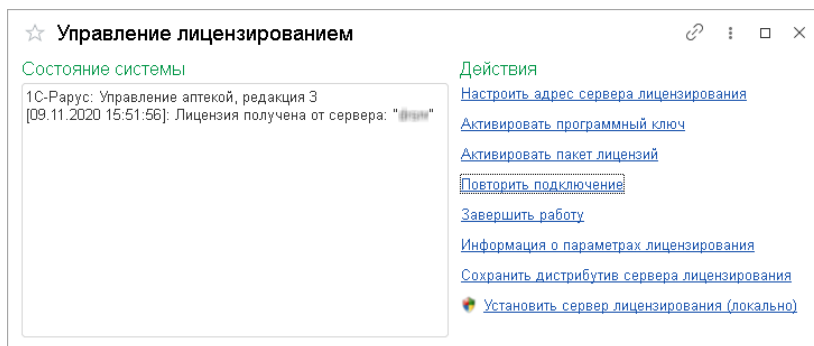 Управление лицензированием
Состояние системы
1С-Рарус: Управление аптекой, редакция 3
[09.11.2020 15:51:56]: Лицензия получена от сервера: " "
Действия
Настроить адрес сервера лицензирования
Активировать программный ключ
Активировать пакет лицензий
Повторить подключение
Завершить работу
Информация о параметрах лицензирования
Сохранить дистрибутив сервера лицензирования
Установить сервер лицензирования (локально)